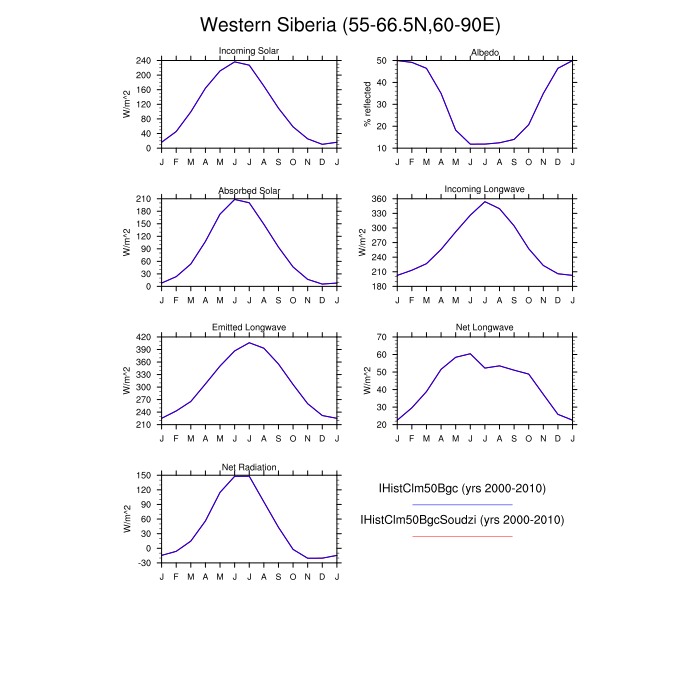 Western Siberia (55-66.5N,60-90E)
Incoming Solar
W/m^2
240
200
160
120
80
40
0
J F M A M J J A S O N D J
Albedo
% reflected
50
40
30
20
10
J F M A M J J A S O N D J
Absorbed Solar
W/m^2
210
180
150
120
90
60
30
0
J F M A M J J A S O N D J
Incoming Longwave
W/m^2
360
330
300
270
240
210
180
J F M A M J J A S O N D J
Emitted Longwave
W/m^2
420
390
360
330
300
270
240
210
J F M A M J J A S O N D J
Net Longwave
W/m^2
70
60
50
40
30
20
J F M A M J J A S O N D J
Net Radiation
W/m^2
150
120
90
60
30
0
-30
J F M A M J J A S O N D J
IHistClm50Bgc (yrs 2000-2010)
IHistClm50BgcSoudzi (yrs 2000-2010)